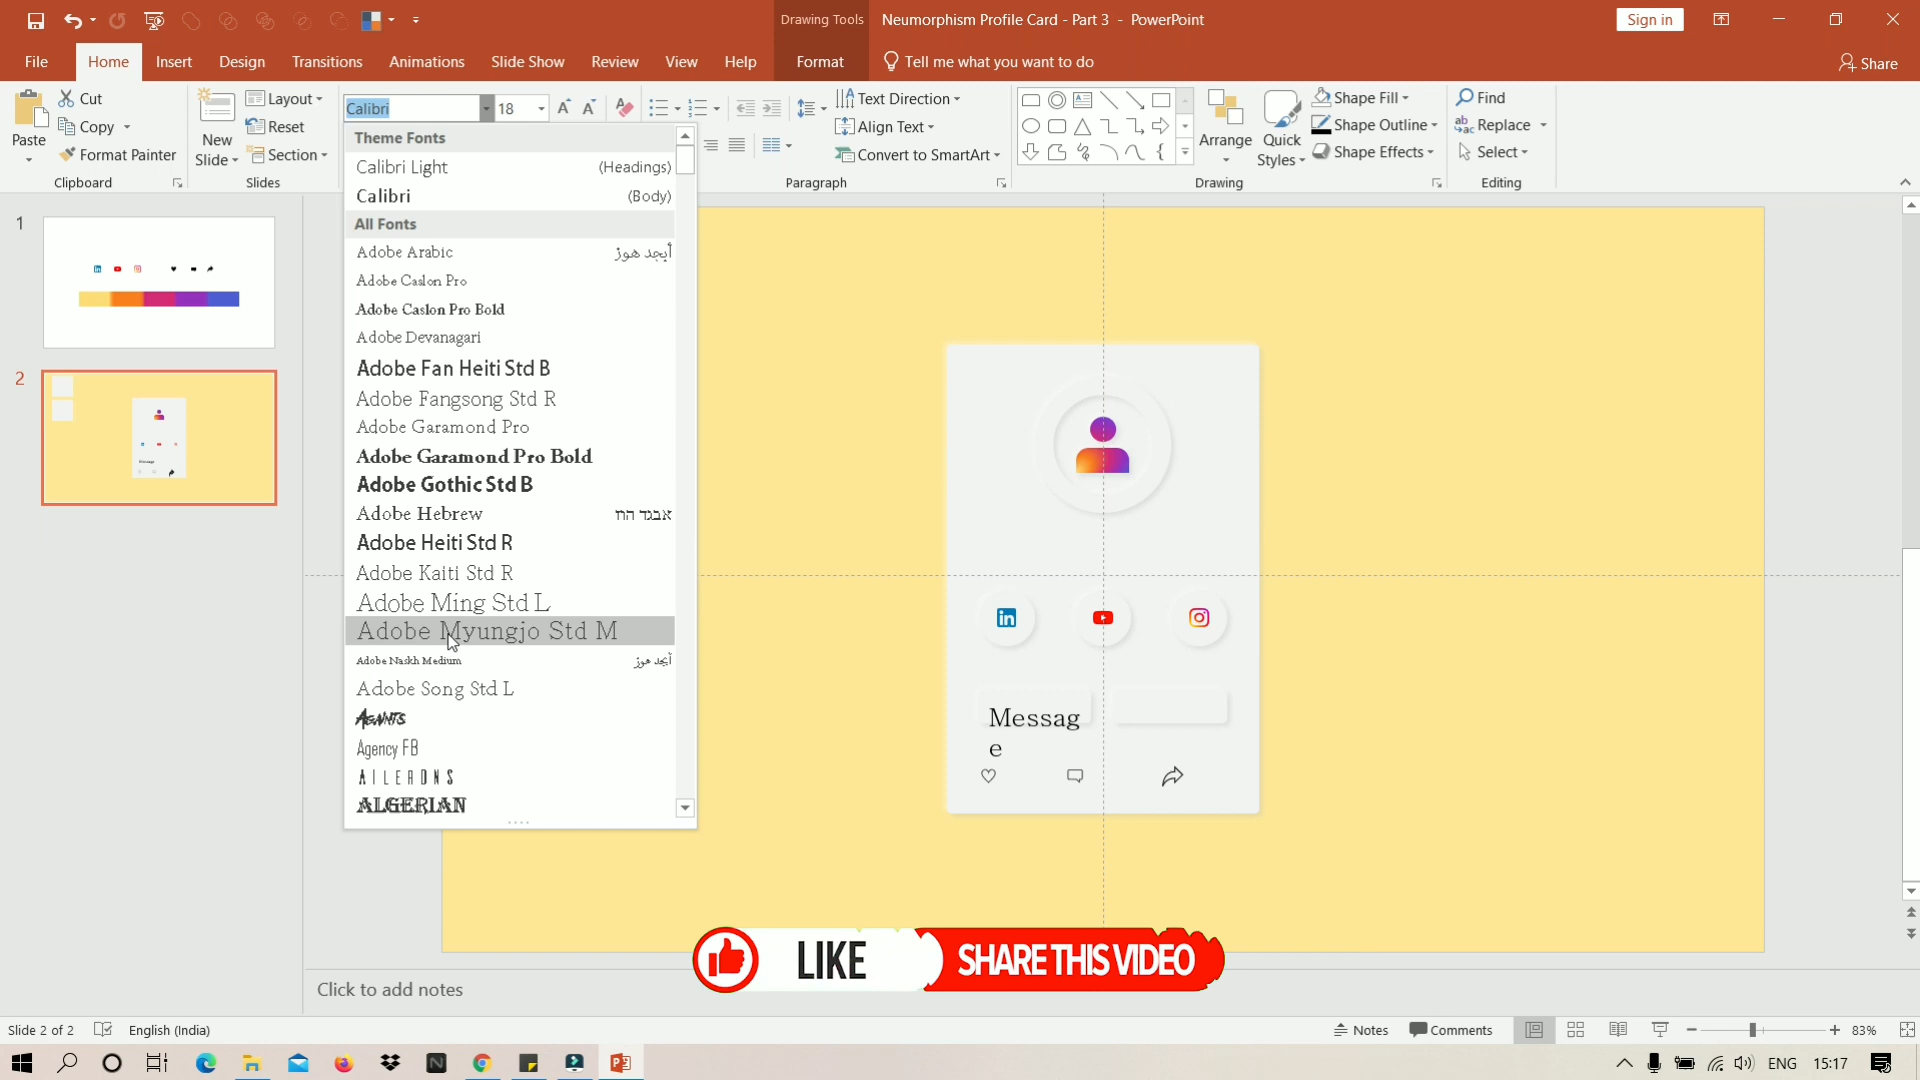 Drawing Tools
Neumorphism Profile Card - Part 3 - PowerPoint
Sign in
File
Home
Insert
Design
Transitions
Animations
Slide Show
Review
View
Help
Format
Tell me what you want to do
Share
Paste
Cut
Copy
Format Painter
Clipboard
New
Slide
Layout
Reset
Section
Slides
Calibri
18
Text Direction
Align Text
Convert to SmartArt
Paragraph
Arrange
Quick
Styles
Shape Fill
Shape Outline
Shape Effects
Drawing
Find
Replace
Select
Editing
Theme Fonts
Calibri Light (Headings)
Calibri (Body)
All Fonts
Adobe Arabic أبجد هوز
Adobe Caslon Pro
Adobe Caslon Pro Bold
Adobe Devanagari
Adobe Fan Heiti Std B
Adobe Fangsong Std R
Adobe Garamond Pro
Adobe Garamond Pro Bold
Adobe Gothic Std B
Adobe Hebrew אבגד הוז
Adobe Heiti Std R
Adobe Kaiti Std R
Adobe Ming Std L
Adobe Myungjo Std M
Adobe Naskh Medium أبجد هوز
Adobe Song Std L
AGANTS
Agency FB
AILERONS
ALGERIAN
1
2
Messag
e
LIKE
SHARE THIS VIDEO
Click to add notes
Slide 2 of 2
English (India)
Notes
Comments
83%
ENG
15:17